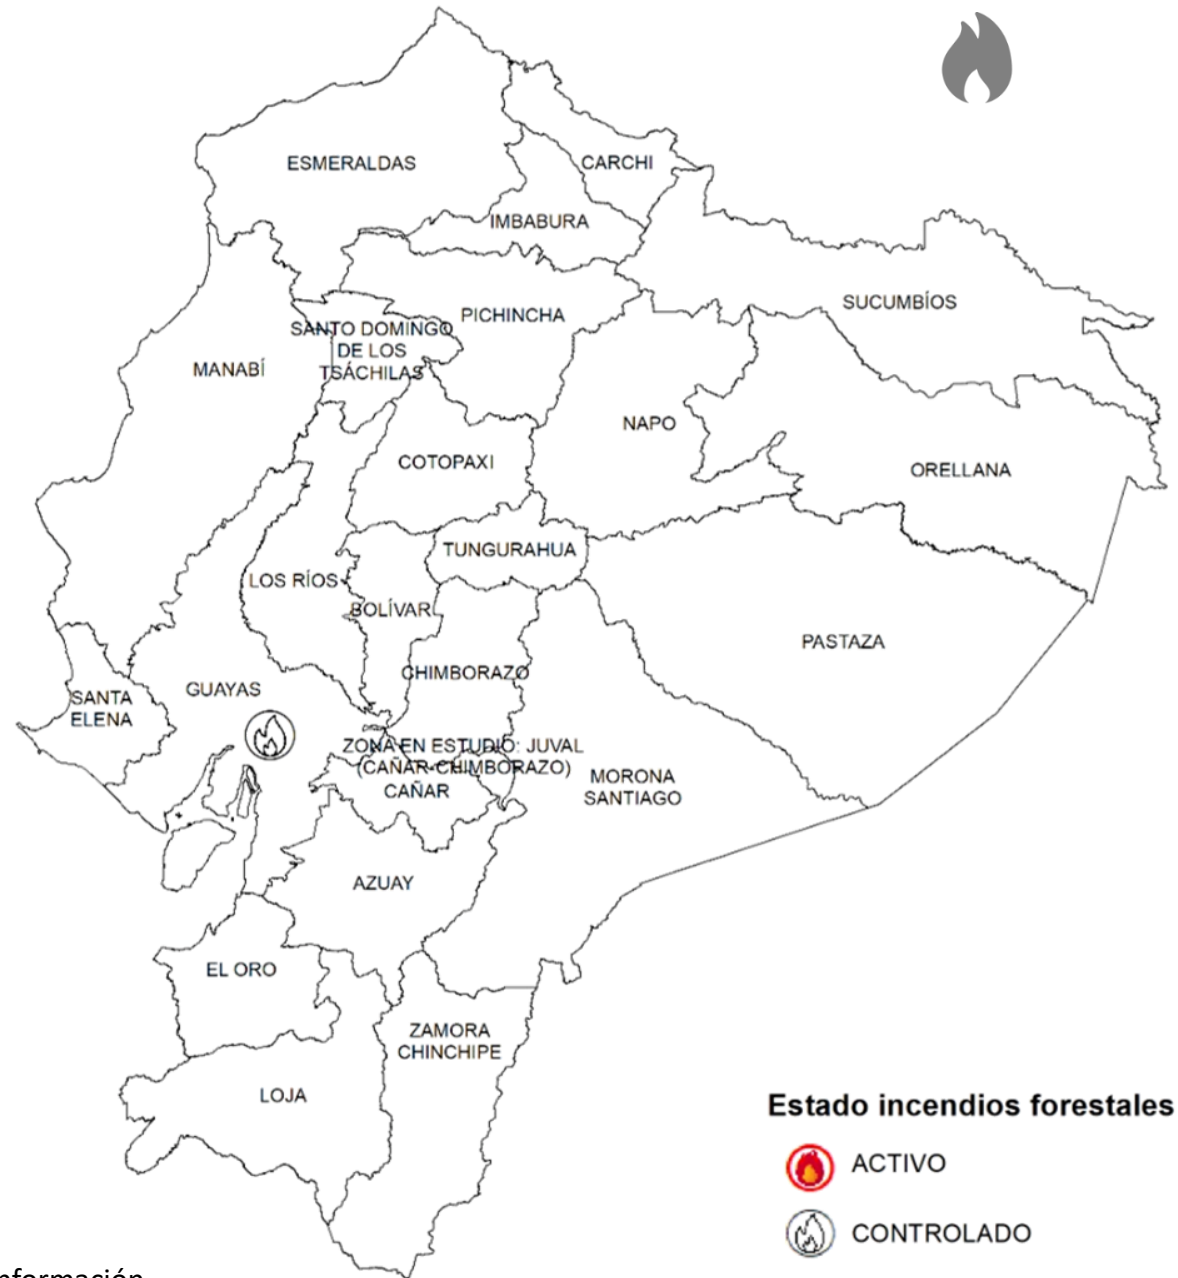 ESMERALDAS
CARCHI
IMBABURA
SUCUMBÍOS
PICHINCHA
SANTO DOMINGO
DE LOS
TSÁCHILAS
MANABÍ
NAPO
COTOPAXI
ORELLANA
TUNGURAHUA
LOS RÍOS
BOLÍVAR
PASTAZA
CHIMBORAZO
GUAYAS
SANTA
ELENA
ZONA EN ESTUDIO: JUVAL
(CAÑAR-CHIMBORAZO)
CAÑAR
MORONA
SANTIAGO
AZUAY
EL ORO
ZAMORA
CHINCHIPE
LOJA
Estado incendios forestales
ACTIVO
CONTROLADO